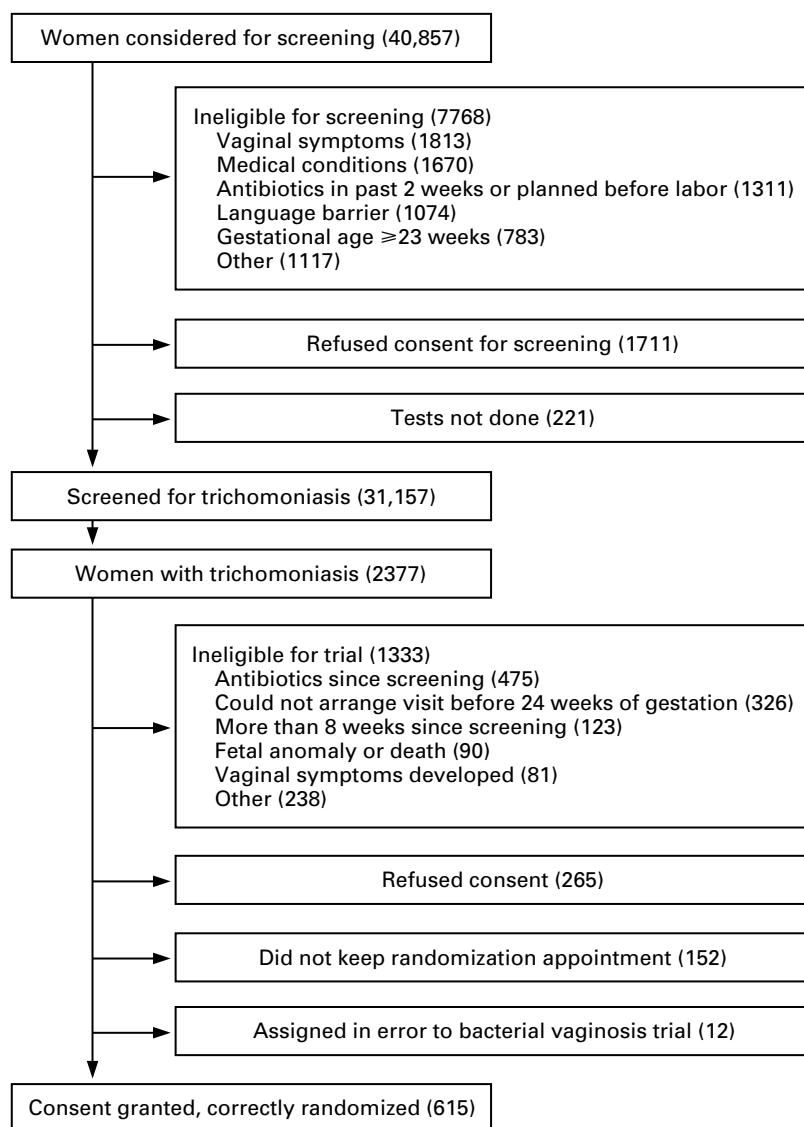 Women considered for screening (40,857)
Ineligible for screening (7768)
Vaginal symptoms (1813)
Medical conditions (1670)
Antibiotics in past 2 weeks or planned before labor (1311)
Language barrier (1074)
Gestational age ⩾23 weeks (783)
Other (1117)
Refused consent for screening (1711)
Tests not done (221)
Screened for trichomoniasis (31,157)
Women with trichomoniasis (2377)
Ineligible for trial (1333)
Antibiotics since screening (475)
Could not arrange visit before 24 weeks of gestation (326)
More than 8 weeks since screening (123)
Fetal anomaly or death (90)
Vaginal symptoms developed (81)
Other (238)
Refused consent (265)
Did not keep randomization appointment (152)
Assigned in error to bacterial vaginosis trial (12)
Consent granted, correctly randomized (615)